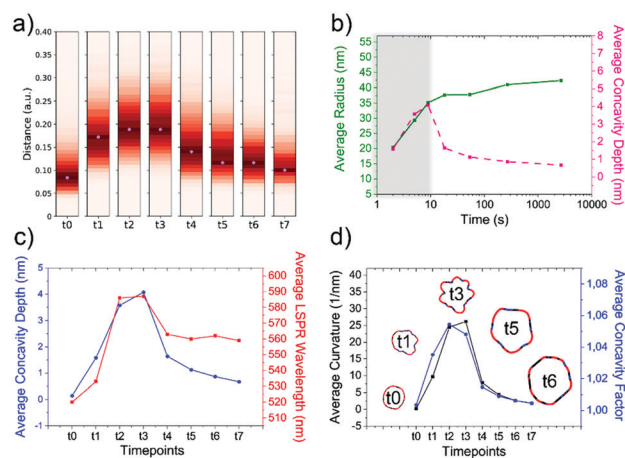 a)
Distance (a.u.)
0.40
0.30
0.25
0.20
0.15
0.10
0.05
0.00
t0 t1 t2 t3 t4 t5 t6 t7
b)
Average Radius (nm)
55
50
45
40
35
30
25
20
15
10
5
Average Concavity Depth (nm)
8
7
6
5
4
3
2
1
0
1 10 100 1000 10000
Time (s)
c)
Average Concavity Depth (nm)
5
4
3
2
1
0
-1
Average LSPR Wavelength (nm)
600
590
580
570
560
550
540
530
520
510
t0 t1 t2 t3 t4 t5 t6 t7
Timepoints
d)
Average Curvature (1/nm)
40
35
30
25
20
15
10
5
0
-5
t3
t1
t5
t0
t6
Average Concavity Factor
1,08
1,06
1,04
1,02
1,00
t0 t1 t2 t3 t4 t5 t6 t7
Timepoints